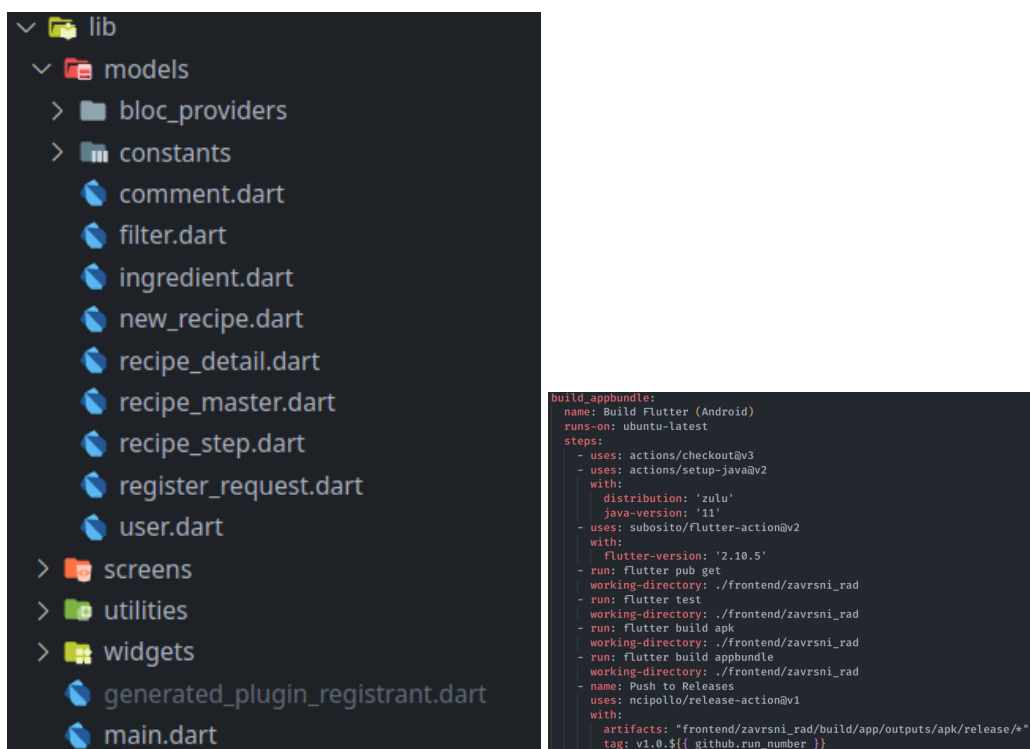 lib
models
bloc_providers
constants
comment.dart
filter.dart
ingredient.dart
new_recipe.dart
recipe_detail.dart
recipe_master.dart
recipe_step.dart
register_request.dart
user.dart
screens
utilities
widgets
generated_plugin_registrant.dart
main.dart
build_appbundle:
name: Build Flutter (Android)
runs-on: ubuntu-latest
steps:
- uses: actions/checkout@v3
- uses: actions/setup-java@v2
with:
distribution: 'zulu'
java-version: '11'
- uses: subosito/flutter-action@v2
with:
flutter-version: '2.10.5'
- run: flutter pub get
working-directory: ./frontend/zavrsni_rad
- run: flutter test
working-directory: ./frontend/zavrsni_rad
- run: flutter build apk
working-directory: ./frontend/zavrsni_rad
- run: flutter build appbundle
working-directory: ./frontend/zavrsni_rad
- name: Push to Releases
uses: ncipollo/release-action@v1
with:
artifacts: "frontend/zavrsni_rad/build/app/outputs/apk/release/*"
tag: v1.0.${{ github.run_number }}